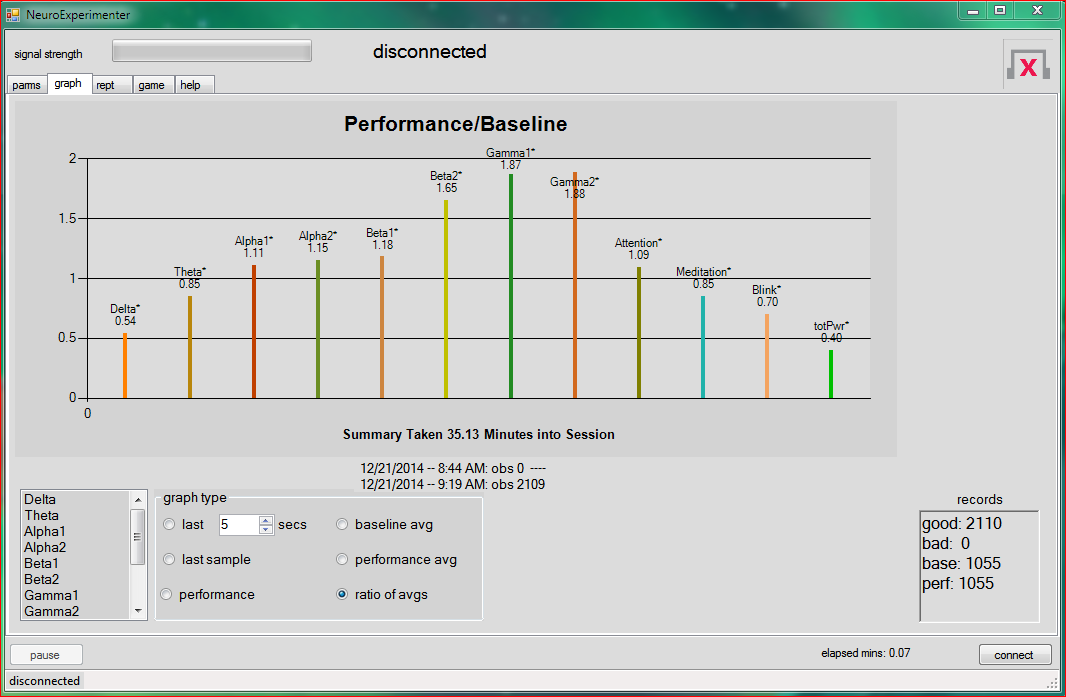 NeuroExperimenter
signal strength
disconnected
X
parms graph rept game help
Performance/Baseline
2
1.5
1
0.5
0
0
Delta*
0.54
Theta*
0.85
Alpha1*
1.11
Alpha2*
1.15
Beta1*
1.18
Beta2*
1.65
Gamma1*
1.87
Gamma2*
1.88
Attention*
1.09
Meditation*
0.85
Blink*
0.70
totPwr*
0.40
Summary Taken 35.13 Minutes into Session
12/21/2014 -- 8:44 AM: obs 0 ----
12/21/2014 -- 9:19 AM: obs 2109
Delta
Theta
Alpha1
Alpha2
Beta1
Beta2
Gamma1
Gamma2
graph type
last 5 secs
baseline avg
last sample
performance avg
performance
ratio of avgs
records
good: 2110
bad: 0
base: 1055
perf: 1055
pause
elapsed mins: 0.07
connect
disconnected